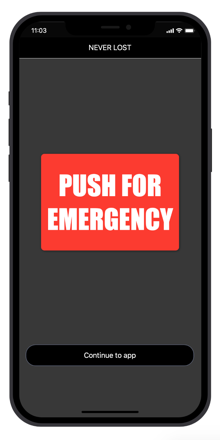 11:03
NEVER LOST
PUSH FOR
EMERGENCY
Continue to app